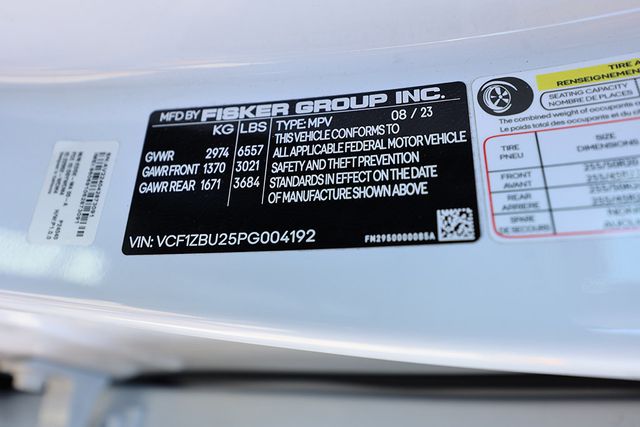 MFD BY FISKER GROUP INC.
KG LBS TYPE: MPV 08 / 23
GVWR 2974 6557
GAWR FRONT 1370 3021
GAWR REAR 1671 3684
THIS VEHICLE CONFORMS TO
ALL APPLICABLE FEDERAL MOTOR VEHICLE
SAFETY AND THEFT PREVENTION
STANDARDS IN EFFECT ON THE DATE
OF MANUFACTURE SHOWN ABOVE
VIN: VCF1ZBU25PG004192
FM2950000085A
TIRE A
RENSEIGNEMEN
SEATING CAPACITY
NOMBRE DE PLACES
The combined weight of occupants
Le poids total des occupants
TIRE
PNEU
SIZE
DIMENSIONS
FRONT
AVANT
REAR
ARRIÈRE
SPARE
DE SECOURS